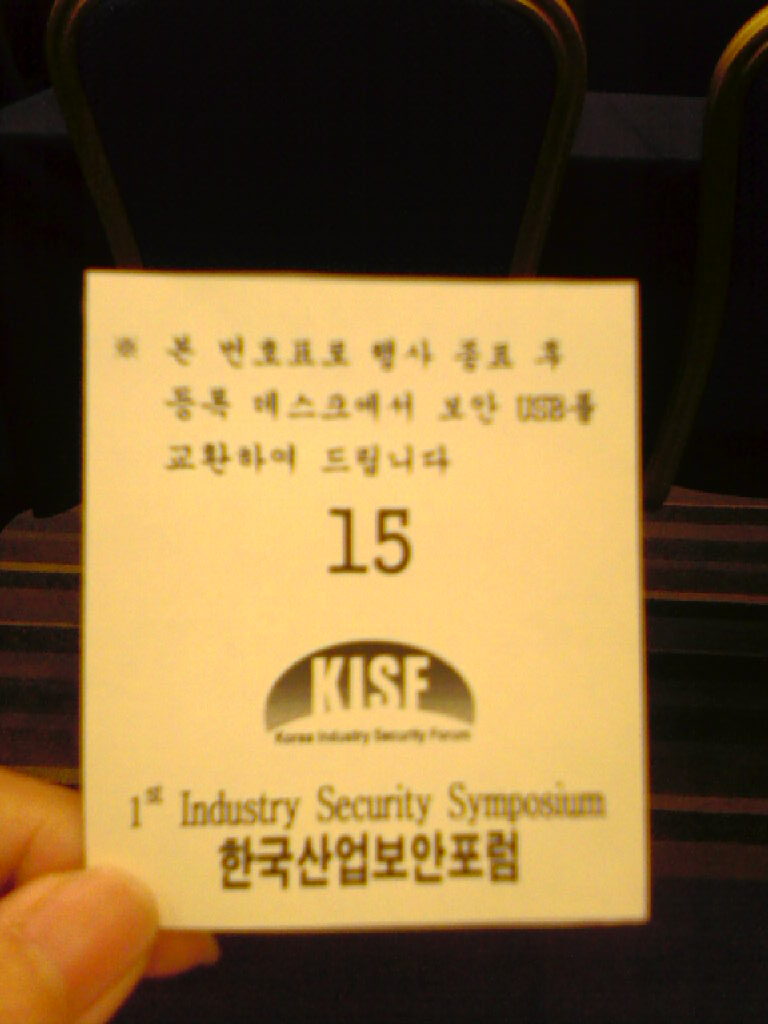 ※ 본 번호표로 행사 종료 후
등록 데스크에서 보안 USB를
교환하여 드립니다
15
KISF
Korea Industry Security Forum
1st Industry Security Symposium
한국산업보안포럼